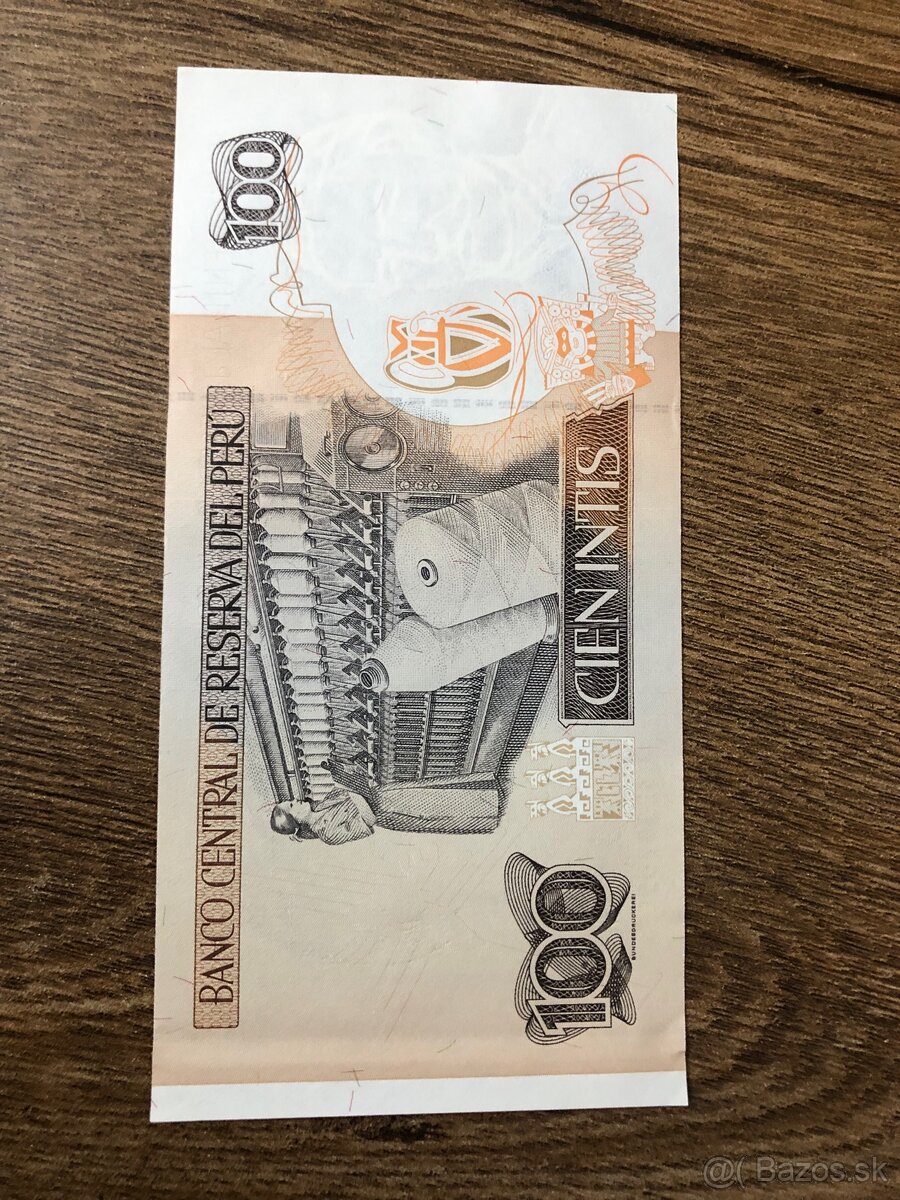 BANCO CENTRAL DE RESERVA DEL PERU
100
CIEN INTIS
100
BUNDESDRUCKEREI
@( Bazos.sk